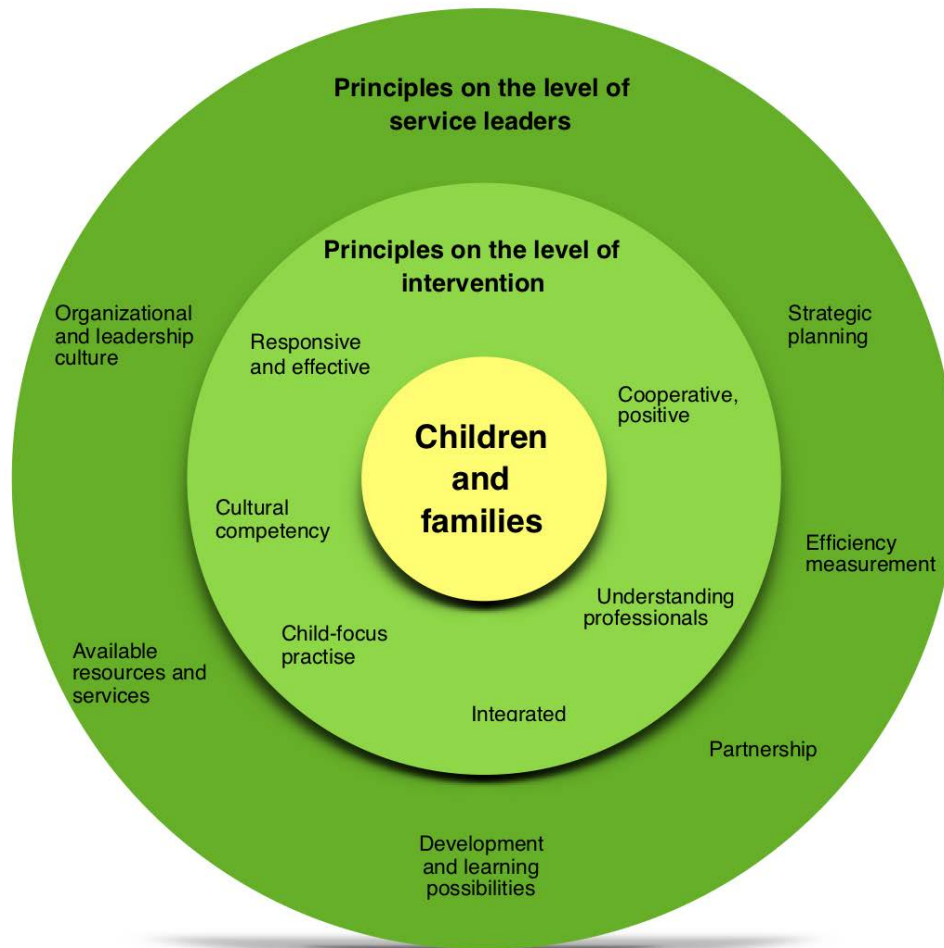 Principles on the level of
service leaders
Principles on the level of
intervention
Organizational
and leadership
culture
Strategic
planning
Responsive
and effective
Cooperative,
positive
Children
and
families
Cultural
competency
Efficiency
measurement
Understanding
professionals
Child-focus
practise
Available
resources and
services
Integrated
Partnership
Development
and learning
possibilities